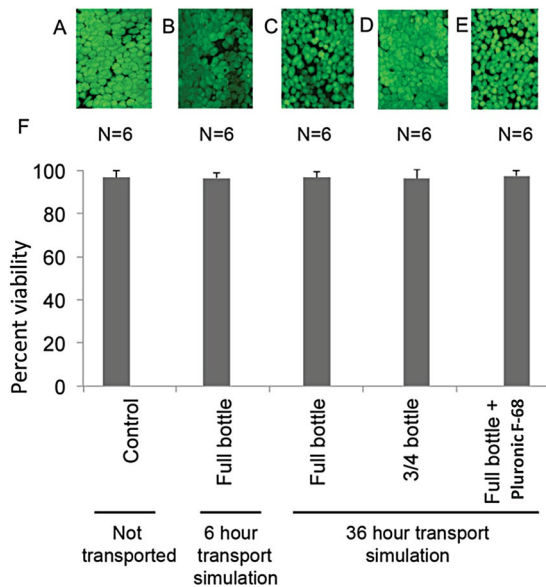 A B C D E
F
N=6 N=6 N=6 N=6 N=6
Percent viability
100
80
60
40
20
0
Control
Full bottle
Full bottle
3/4 bottle
Full bottle +
Pluronic F-68
Not
transported
6 hour
transport
simulation
36 hour transport
simulation